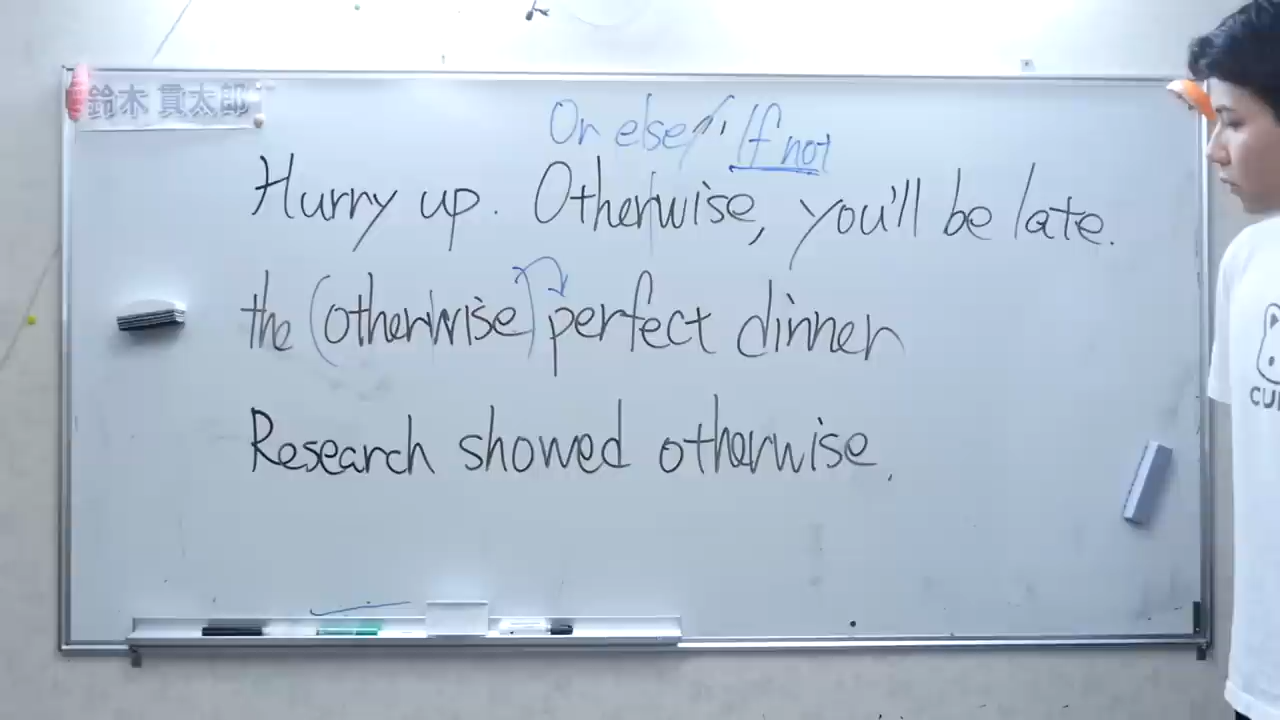 鈴木 貫太郎
Or else / If not
Hurry up. Otherwise, you'll be late.
the (otherwise) perfect dinner
Research showed otherwise.